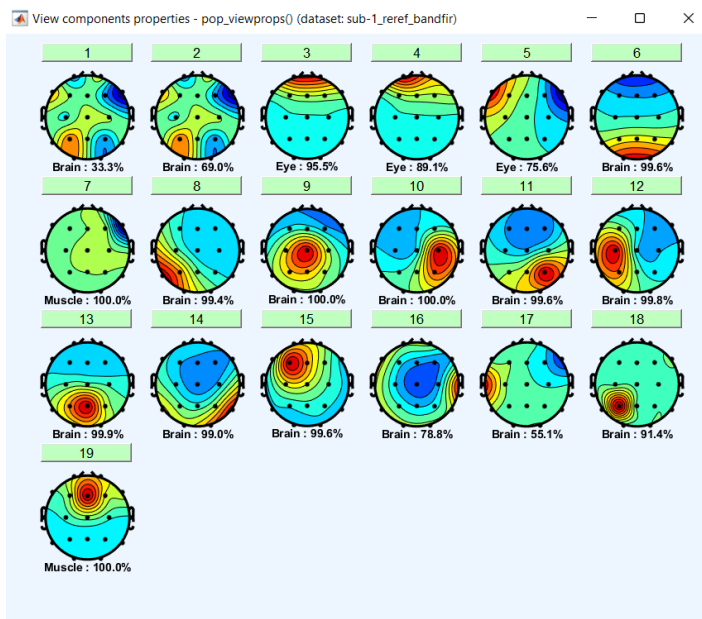 View components properties - pop_viewprops() (dataset: sub-1_reref_bandfir)
1 2 3 4 5 6
Brain : 33.3% Brain : 69.0% Eye : 95.5% Eye : 89.1% Eye : 75.6% Brain : 99.6%
7 8 9 10 11 12
Muscle : 100.0% Brain : 99.4% Brain : 100.0% Brain : 100.0% Brain : 99.6% Brain : 99.8%
13 14 15 16 17 18
Brain : 99.9% Brain : 99.0% Brain : 99.6% Brain : 78.8% Brain : 55.1% Brain : 91.4%
19
Muscle : 100.0%